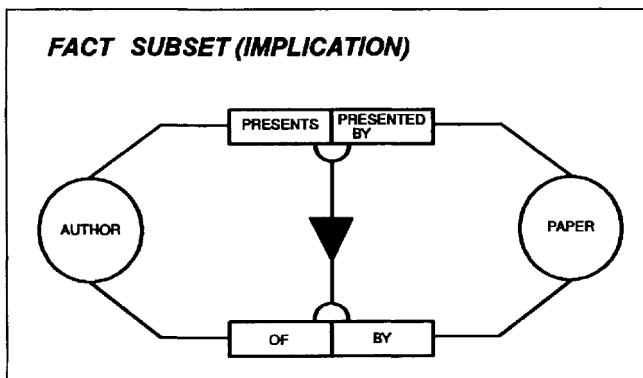 FACT SUBSET (IMPLICATION)
PRESENTS
PRESENTED
BY
AUTHOR
PAPER
OF
BY